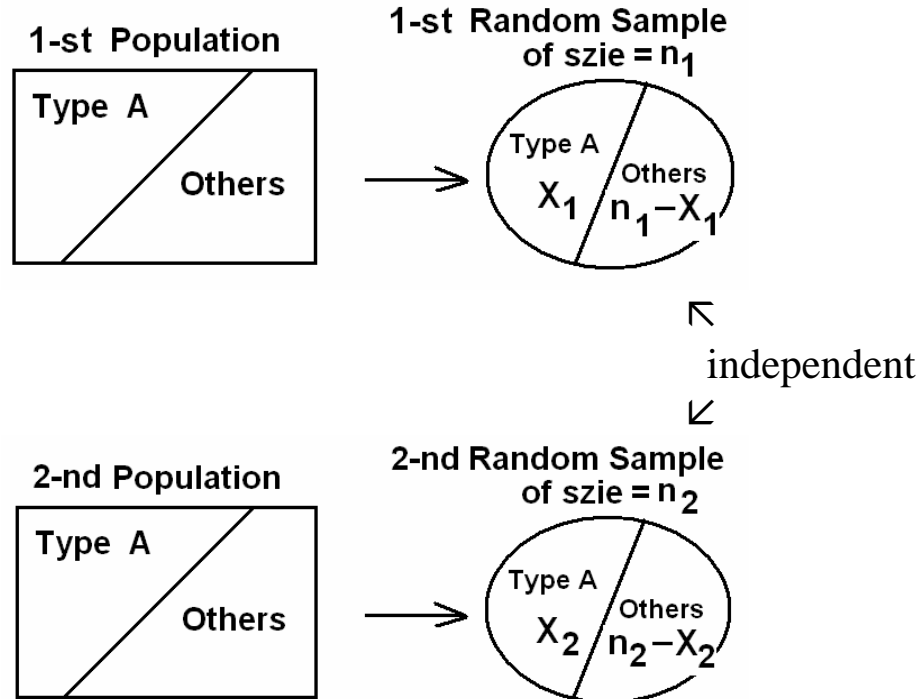 1-st Population
Type A
Others
1-st Random Sample
of szie = n₁
Type A
X₁
Others
n₁–X₁
independent
2-nd Population
Type A
Others
2-nd Random Sample
of szie = n₂
Type A
X₂
Others
n₂–X₂